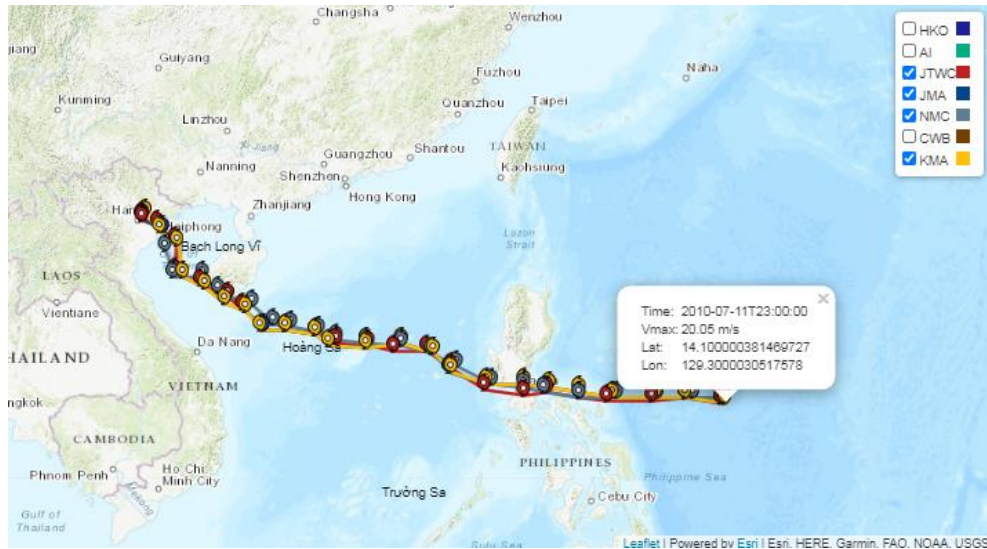 Changsha
Wenzhou
jiang
Guiyang
Fuzhou
Naha
Kunming
Quanzhou
Taipei
Linzhou
Xi Jiang
TAIWAN
Guangzhou
Shantou
Nanning
Shenzhen
Kaohsiung
Hong Kong
Zhanjiang
Haiphong
Luzon
Strait
Bạch Long Vĩ
LAOS
Vientiane
Da Nang
Hoàng Sa
HAILAND
VIETNAM
ngkok
CAMBODIA
Phnom Penh
Ho Chi
Minh City
Mekong
PHILIPPINES
Philippine Sea
Trường Sa
Cebu City
Gulf of
Thailand
Sulu Sea
HKO
AI
JTWC
JMA
NMC
CWB
KMA
×
Time: 2010-07-11T23:00:00
Vmax: 20.05 m/s
Lat: 14.100000381469727
Lon: 129.3000030517578
Leaflet | Powered by Esri | Esri, HERE, Garmin, FAO, NOAA, USGS